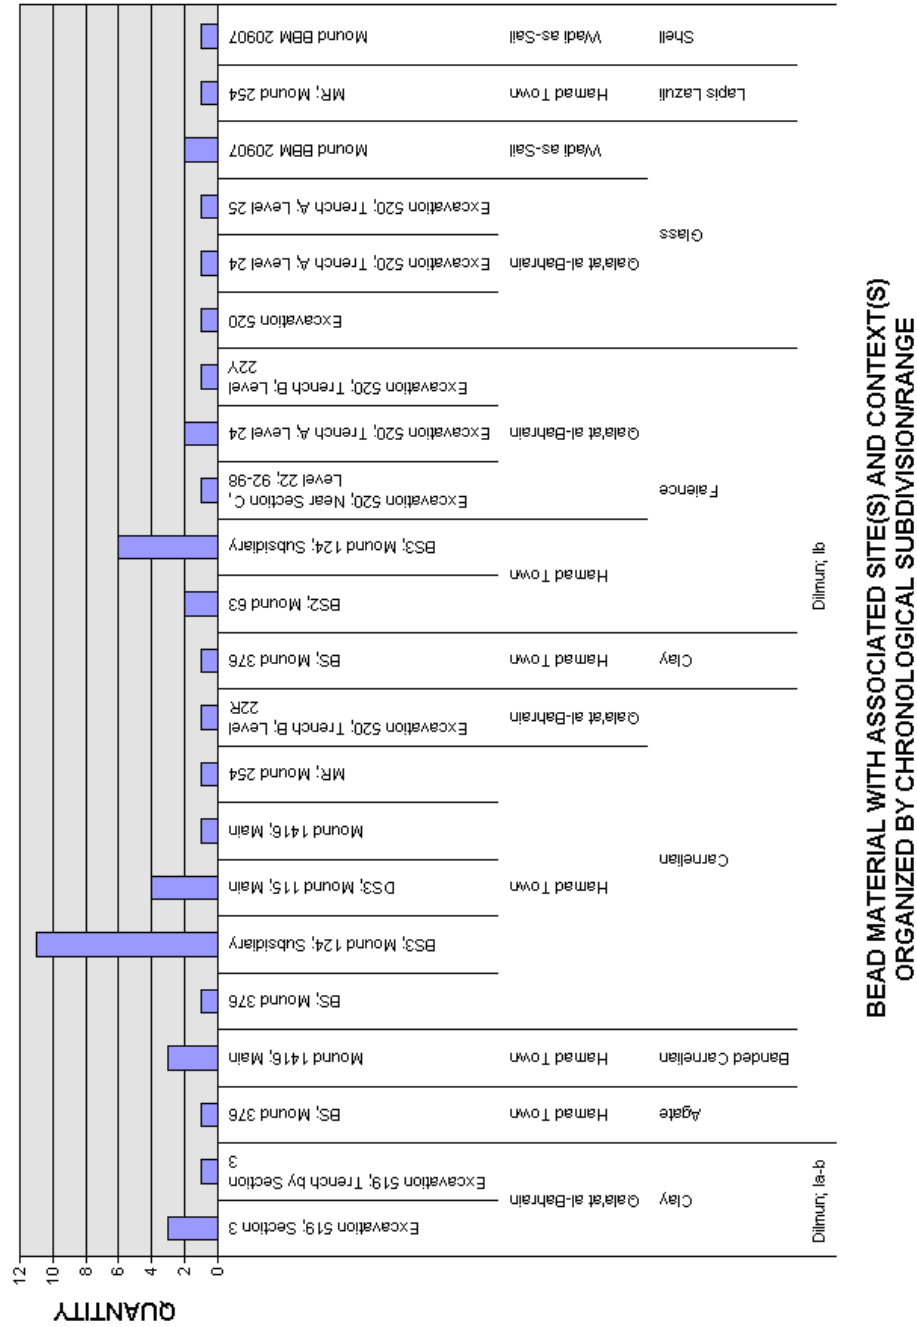 QUANTITY
12
10
8
6
4
2
0
Excavation 519; Section 3
Excavation 519; Trench by Section
3
BS; Mound 376
Mound 1416; Main
BS; Mound 376
BS3; Mound 124; Subsidiary
DS3; Mound 115; Main
Mound 1416; Main
MR; Mound 254
Excavation 520; Trench B; Level
22R
BS; Mound 376
BS2; Mound 63
BS3; Mound 124; Subsidiary
Excavation 520; Near Section C,
Level 22; 92-98
Excavation 520; Trench A; Level 24
Excavation 520; Trench B; Level
22Y
Excavation 520
Excavation 520; Trench A; Level 24
Excavation 520; Trench A; Level 25
Mound BBM 20907
MR; Mound 254
Mound BBM 20907
Qala'at al-Bahrain
Hamad Town
Hamad Town
Hamad Town
Qala'at al-Bahrain
Hamad Town
Hamad Town
Qala'at al-Bahrain
Qala'at al-Bahrain
Wadi as-Sail
Hamad Town
Wadi as-Sail
Clay
Agate
Banded Carnelian
Carnelian
Clay
Faience
Glass
Lapis Lazuli
Shell
Dilmun; Ia-b
Dilmun; Ib
BEAD MATERIAL WITH ASSOCIATED SITE(S) AND CONTEXT(S)
ORGANIZED BY CHRONOLOGICAL SUBDIVISION/RANGE